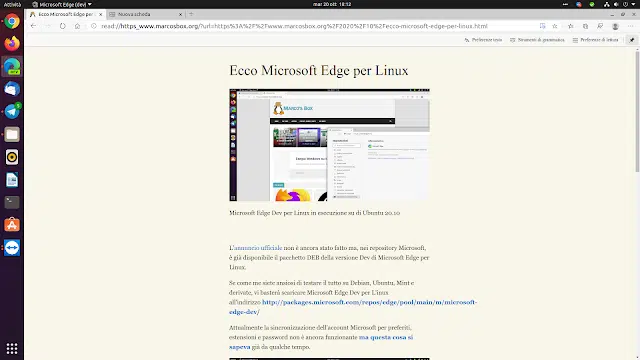 Attività
Microsoft Edge (dev)
mar 20 ott 18:12
Ecco Microsoft Edge per L
Nuova scheda
read://https_www.marcosbox.org/?url=https%3A%2F%2Fwww.marcosbox.org%2F2020%2F10%2Fecco-microsoft-edge-per-linux.html
Preferenze testo
Strumenti di grammatica
Preferenze di lettura
Ecco Microsoft Edge per Linux
Marco's Box
Microsoft Edge Dev per Linux in esecuzione su di Ubuntu 20.10
L'annuncio ufficiale non è ancora stato fatto ma, nei repository Microsoft,
è già disponibile il pacchetto DEB della versione Dev di Microsoft Edge per
Linux.
Se come me siete ansiosi di testare il tutto su Debian, Ubuntu, Mint e
derivate, vi basterà scaricare Microsoft Edge Dev per Linux
all'indirizzo http://packages.microsoft.com/repos/edge/pool/main/m/microsoft-
edge-dev/
Attualmente la sincronizzazione dell'account Microsoft per preferiti,
estensioni e password non è ancora funzionante ma questa cosa si
sapeva già da qualche tempo.